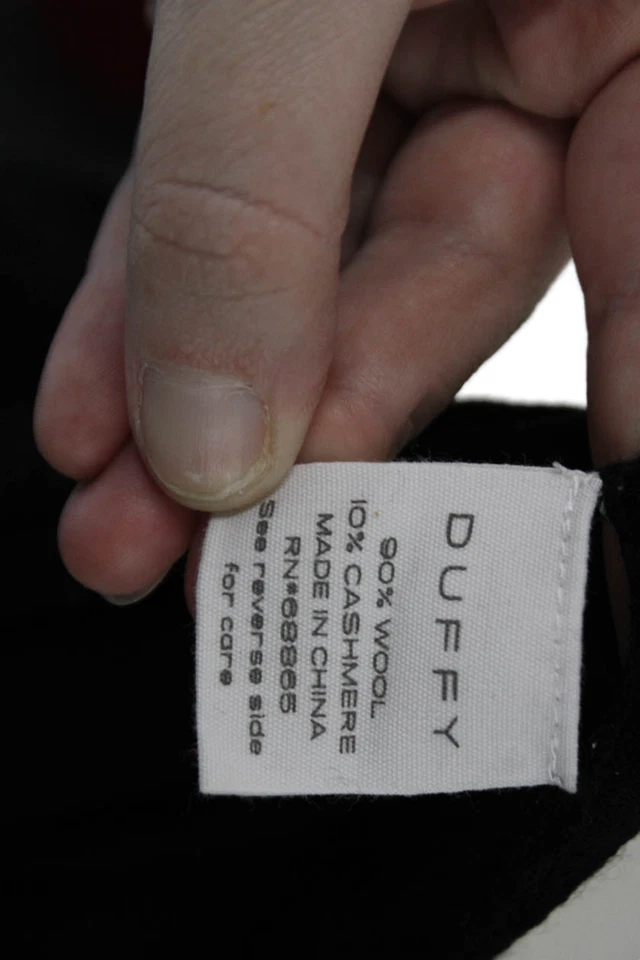 DUFFY
90% WOOL
10% CASHMERE
MADE IN CHINA
RN#68865
See reverse side
for care